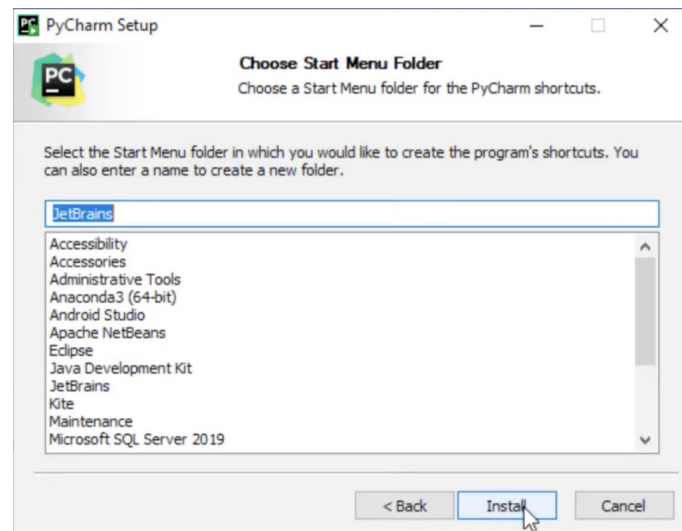 PyCharm Setup
PC
Choose Start Menu Folder
Choose a Start Menu folder for the PyCharm shortcuts.
Select the Start Menu folder in which you would like to create the program's shortcuts. You
can also enter a name to create a new folder.
JetBrains
Accessibility
Accessories
Administrative Tools
Anaconda3 (64-bit)
Android Studio
Apache NetBeans
Eclipse
Java Development Kit
JetBrains
Kite
Maintenance
Microsoft SQL Server 2019
< Back Install Cancel